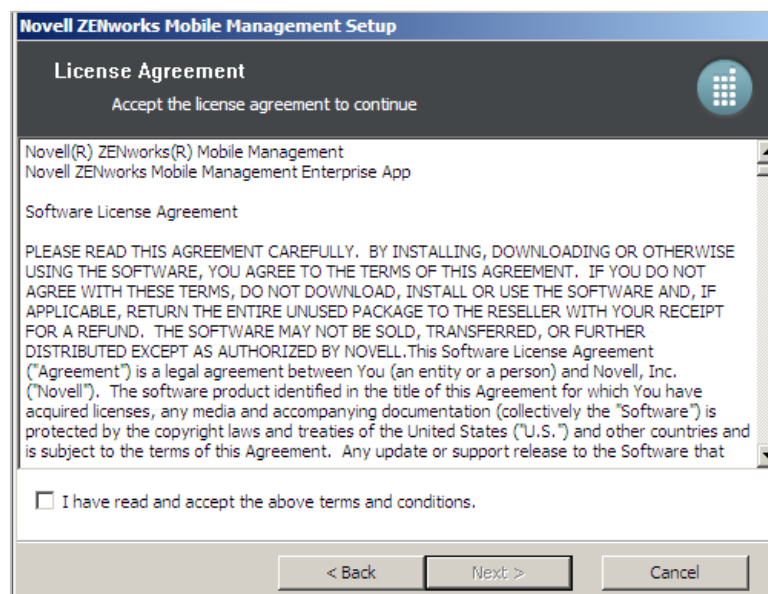 Novell ZENworks Mobile Management Setup
License Agreement
Accept the license agreement to continue
Novell(R) ZENworks(R) Mobile Management
Novell ZENworks Mobile Management Enterprise App
Software License Agreement
PLEASE READ THIS AGREEMENT CAREFULLY.  BY INSTALLING, DOWNLOADING OR OTHERWISE
USING THE SOFTWARE, YOU AGREE TO THE TERMS OF THIS AGREEMENT.  IF YOU DO NOT
AGREE WITH THESE TERMS, DO NOT DOWNLOAD, INSTALL OR USE THE SOFTWARE AND, IF
APPLICABLE, RETURN THE ENTIRE UNUSED PACKAGE TO THE RESELLER WITH YOUR RECEIPT
FOR A REFUND.  THE SOFTWARE MAY NOT BE SOLD, TRANSFERRED, OR FURTHER
DISTRIBUTED EXCEPT AS AUTHORIZED BY NOVELL.This Software License Agreement
("Agreement") is a legal agreement between You (an entity or a person) and Novell, Inc.
("Novell").  The software product identified in the title of this Agreement for which You have
acquired licenses, any media and accompanying documentation (collectively the "Software") is
protected by the copyright laws and treaties of the United States ("U.S.") and other countries and
is subject to the terms of this Agreement.  Any update or support release to the Software that
I have read and accept the above terms and conditions.
< Back
Next >
Cancel